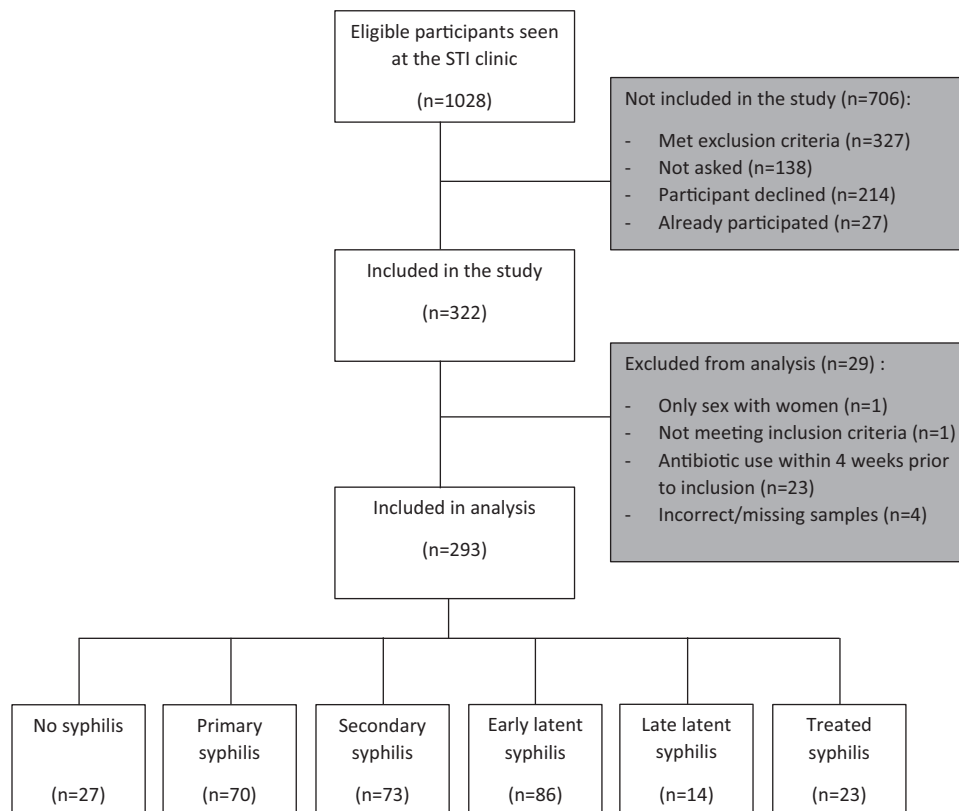 Eligible participants seen
at the STI clinic
(n=1028)
Not included in the study (n=706):
- Met exclusion criteria (n=327)
- Not asked (n=138)
- Participant declined (n=214)
- Already participated (n=27)
Included in the study
(n=322)
Excluded from analysis (n=29) :
- Only sex with women (n=1)
- Not meeting inclusion criteria (n=1)
- Antibiotic use within 4 weeks prior
to inclusion (n=23)
- Incorrect/missing samples (n=4)
Included in analysis
(n=293)
No syphilis
(n=27)
Primary
syphilis
(n=70)
Secondary
syphilis
(n=73)
Early latent
syphilis
(n=86)
Late latent
syphilis
(n=14)
Treated
syphilis
(n=23)